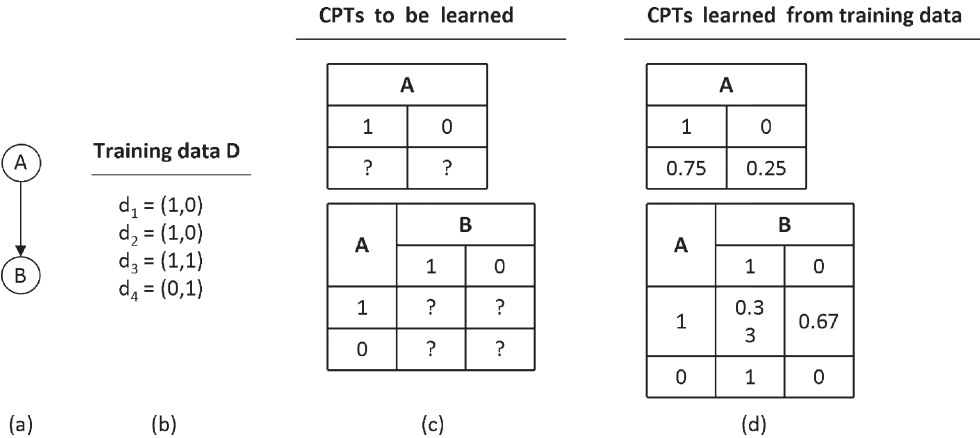 CPTs to be learned
CPTs learned from training data
A
B
Training data D
d1 = (1,0)
d2 = (1,0)
d3 = (1,1)
d4 = (0,1)
A
1 0
? ?
A B
1 0
1 ? ?
0 ? ?
A
1 0
0.75 0.25
A B
1 0
1 0.3
3 0.67
0 1 0
(a) (b) (c) (d)